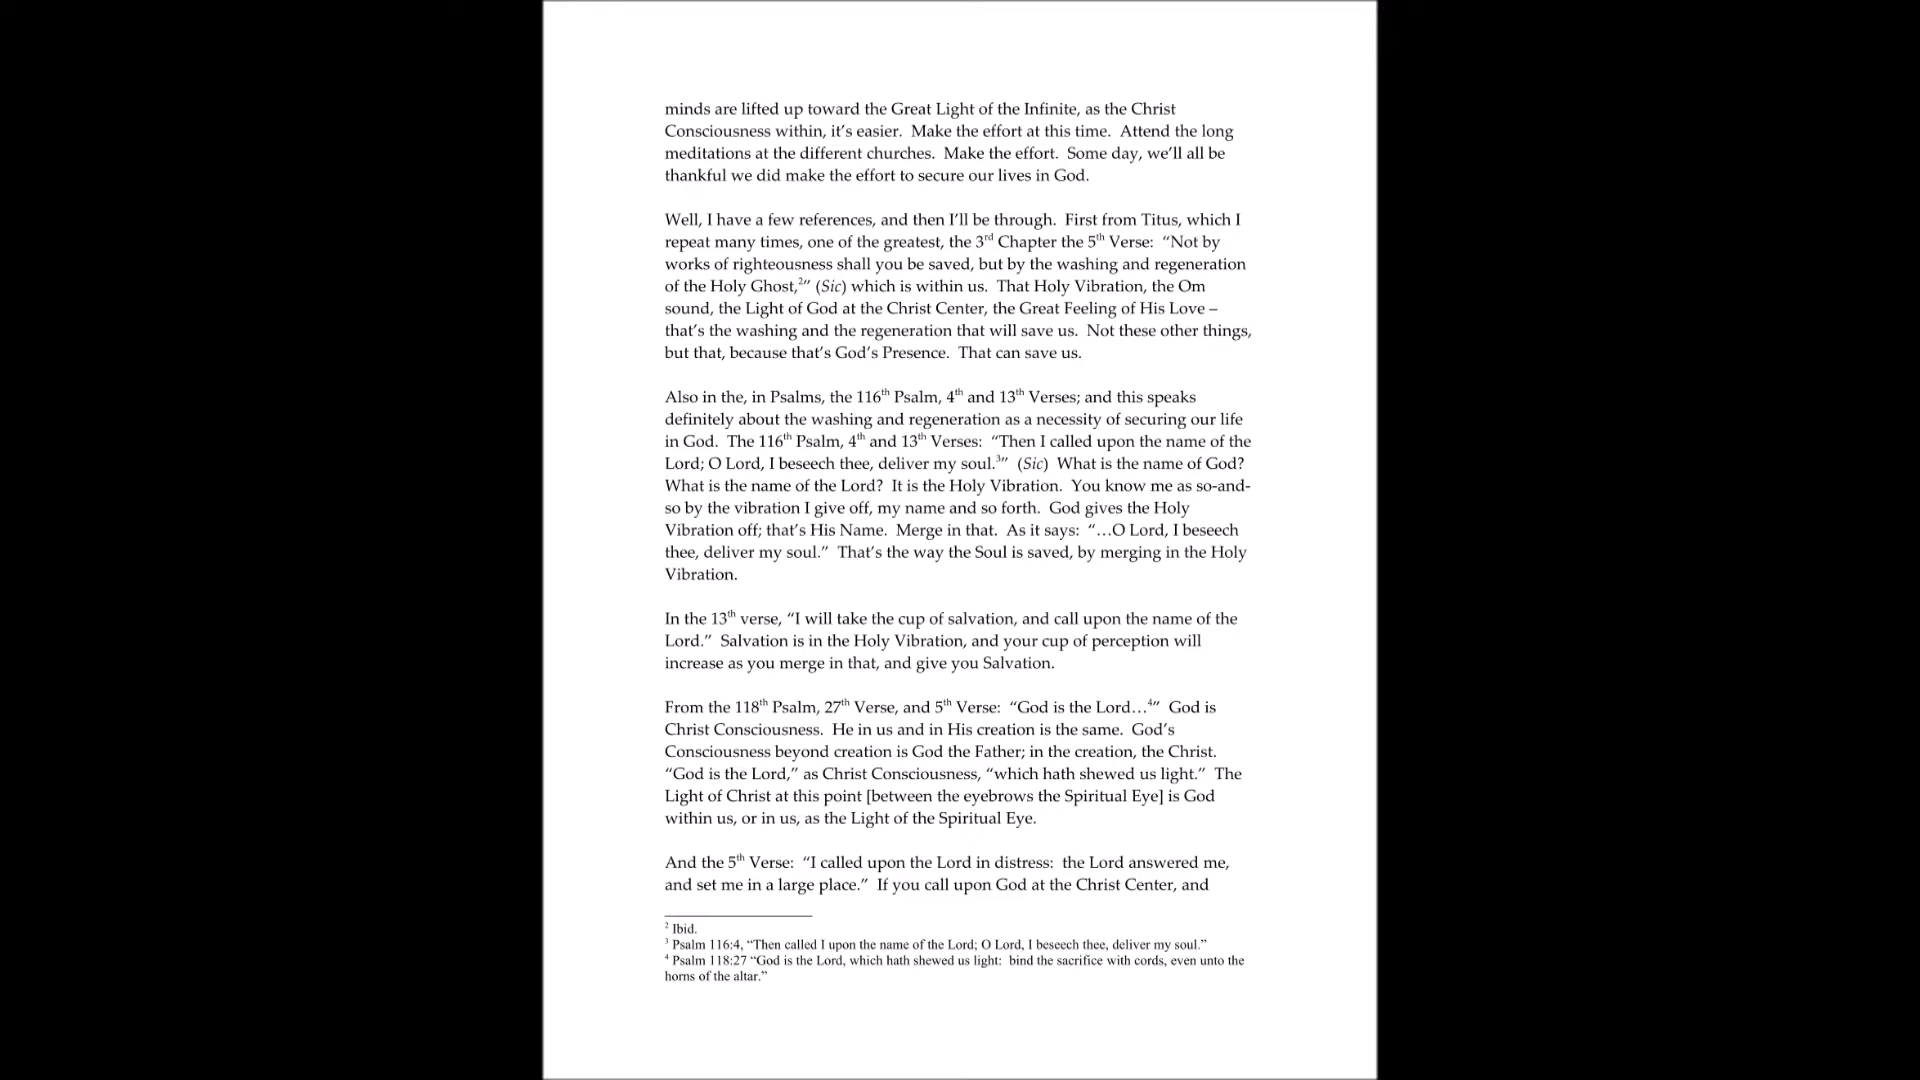 minds are lifted up toward the Great Light of the Infinite, as the Christ
Consciousness within, it’s easier.  Make the effort at this time.  Attend the long
meditations at the different churches.  Make the effort.  Some day, we’ll all be
thankful we did make the effort to secure our lives in God.
Well, I have a few references, and then I’ll be through.  First from Titus, which I
repeat many times, one of the greatest, the 3rd Chapter the 5th Verse:  “Not by
works of righteousness shall you be saved, but by the washing and regeneration
of the Holy Ghost,2” (Sic) which is within us.  That Holy Vibration, the Om
sound, the Light of God at the Christ Center, the Great Feeling of His Love –
that’s the washing and the regeneration that will save us.  Not these other things,
but that, because that’s God’s Presence.  That can save us.
Also in the, in Psalms, the 116th Psalm, 4th and 13th Verses; and this speaks
definitely about the washing and regeneration as a necessity of securing our life
in God.  The 116th Psalm, 4th and 13th Verses:  “Then I called upon the name of the
Lord; O Lord, I beseech thee, deliver my soul.3”  (Sic)  What is the name of God?
What is the name of the Lord?  It is the Holy Vibration.  You know me as so-and-
so by the vibration I give off, my name and so forth.  God gives the Holy
Vibration off; that’s His Name.  Merge in that.  As it says:  “…O Lord, I beseech
thee, deliver my soul.”  That’s the way the Soul is saved, by merging in the Holy
Vibration.
In the 13th verse, “I will take the cup of salvation, and call upon the name of the
Lord.”  Salvation is in the Holy Vibration, and your cup of perception will
increase as you merge in that, and give you Salvation.
From the 118th Psalm, 27th Verse, and 5th Verse:  “God is the Lord…4”  God is
Christ Consciousness.  He in us and in His creation is the same.  God’s
Consciousness beyond creation is God the Father; in the creation, the Christ.
“God is the Lord,” as Christ Consciousness, “which hath shewed us light.”  The
Light of Christ at this point [between the eyebrows the Spiritual Eye] is God
within us, or in us, as the Light of the Spiritual Eye.
And the 5th Verse:  “I called upon the Lord in distress:  the Lord answered me,
and set me in a large place.”  If you call upon God at the Christ Center, and
2 Ibid.
3 Psalm 116:4, “Then called I upon the name of the Lord; O Lord, I beseech thee, deliver my soul.”
4 Psalm 118:27 “God is the Lord, which hath shewed us light:  bind the sacrifice with cords, even unto the
horns of the altar.”